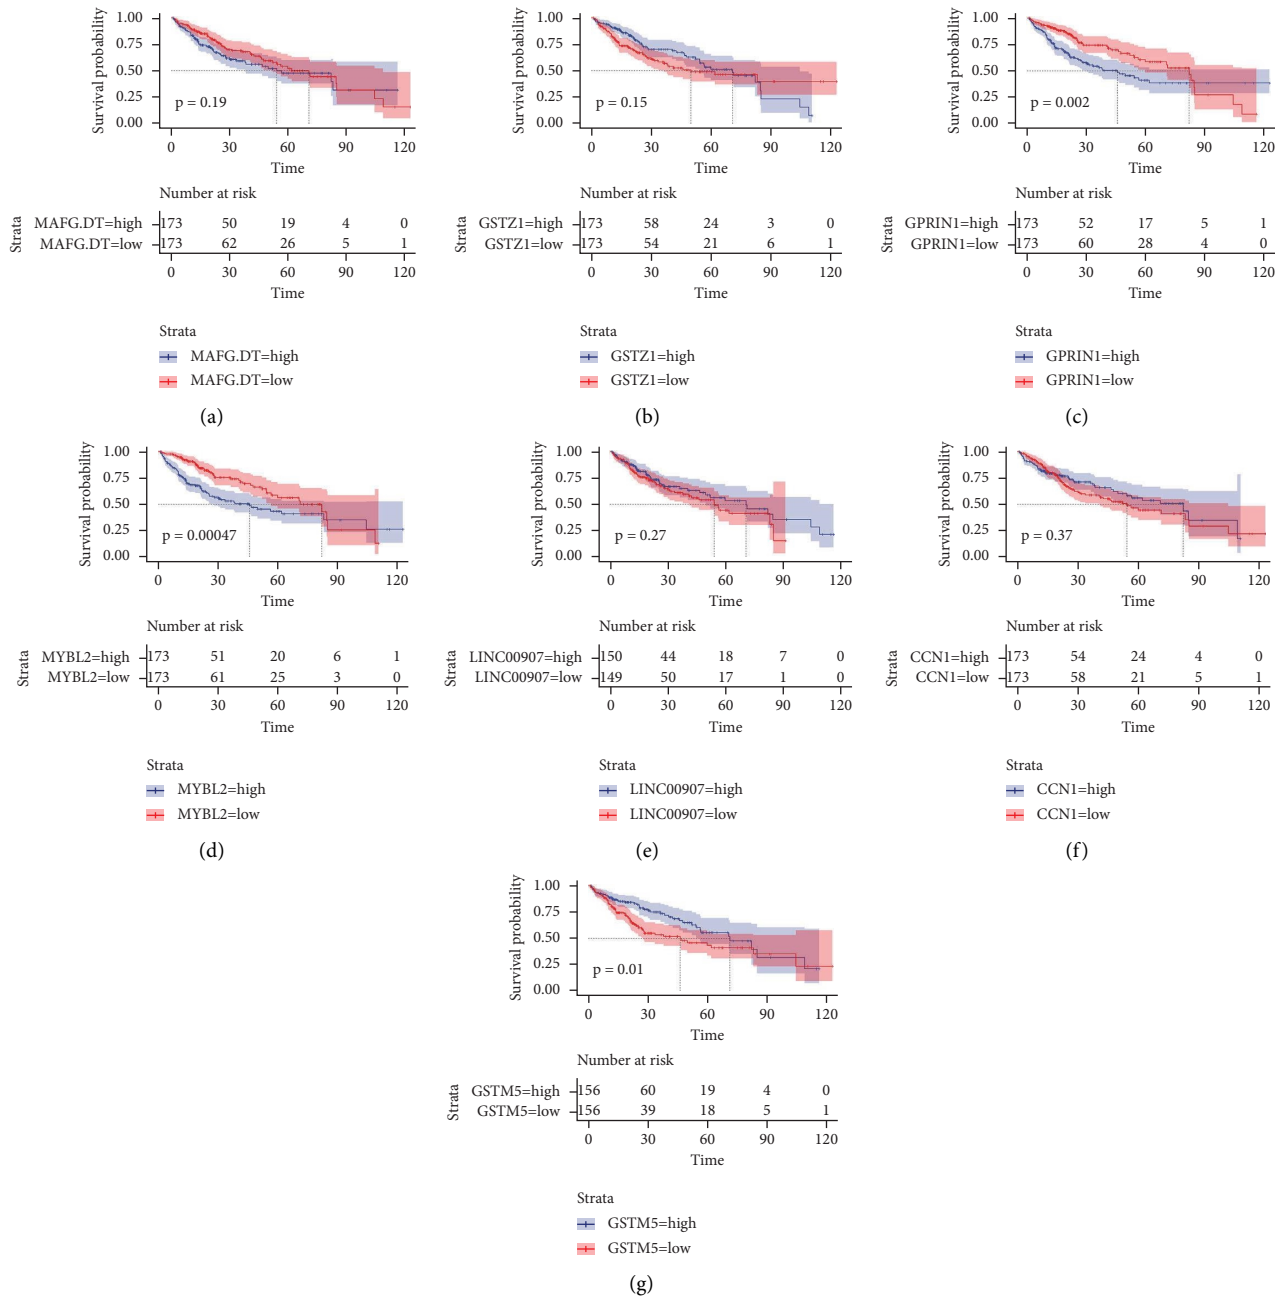 Survival probability
1.00
0.75
0.50
0.25
0.00
p = 0.19
0 30 60 90 120
Time
Number at risk
Strata
MAFG.DT=high 173 50 19 4 0
MAFG.DT=low 173 62 26 5 1
0 30 60 90 120
Time
Strata
MAFG.DT=high
MAFG.DT=low
(a)
Survival probability
1.00
0.75
0.50
0.25
0.00
p = 0.15
0 30 60 90 120
Time
Number at risk
Strata
GSTZ1=high 173 58 24 3 0
GSTZ1=low 173 54 21 6 1
0 30 60 90 120
Time
Strata
GSTZ1=high
GSTZ1=low
(b)
Survival probability
1.00
0.75
0.50
0.25
0.00
p = 0.002
0 30 60 90 120
Time
Number at risk
Strata
GPRIN1=high 173 52 17 5 1
GPRIN1=low 173 60 28 4 0
0 30 60 90 120
Time
Strata
GPRIN1=high
GPRIN1=low
(c)
Survival probability
1.00
0.75
0.50
0.25
0.00
p = 0.00047
0 30 60 90 120
Time
Number at risk
Strata
MYBL2=high 173 51 20 6 1
MYBL2=low 173 61 25 3 0
0 30 60 90 120
Time
Strata
MYBL2=high
MYBL2=low
(d)
Survival probability
1.00
0.75
0.50
0.25
0.00
p = 0.27
0 30 60 90 120
Time
Number at risk
Strata
LINC00907=high 150 44 18 7 0
LINC00907=low 149 50 17 1 0
0 30 60 90 120
Time
Strata
LINC00907=high
LINC00907=low
(e)
Survival probability
1.00
0.75
0.50
0.25
0.00
p = 0.37
0 30 60 90 120
Time
Number at risk
Strata
CCN1=high 173 54 24 4 0
CCN1=low 173 58 21 5 1
0 30 60 90 120
Time
Strata
CCN1=high
CCN1=low
(f)
Survival probability
1.00
0.75
0.50
0.25
0.00
p = 0.01
0 30 60 90 120
Time
Number at risk
Strata
GSTM5=high 156 60 19 4 0
GSTM5=low 156 39 18 5 1
0 30 60 90 120
Time
Strata
GSTM5=high
GSTM5=low
(g)